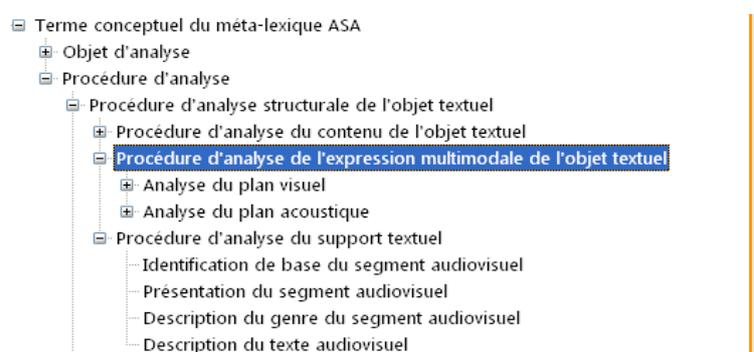 Terme conceptuel du méta-lexique ASA
Objet d'analyse
Procédure d'analyse
Procédure d'analyse structurale de l'objet textuel
Procédure d'analyse du contenu de l'objet textuel
Procédure d'analyse de l'expression multimodale de l'objet textuel
Analyse du plan visuel
Analyse du plan acoustique
Procédure d'analyse du support textuel
Identification de base du segment audiovisuel
Présentation du segment audiovisuel
Description du genre du segment audiovisuel
Description du texte audiovisuel